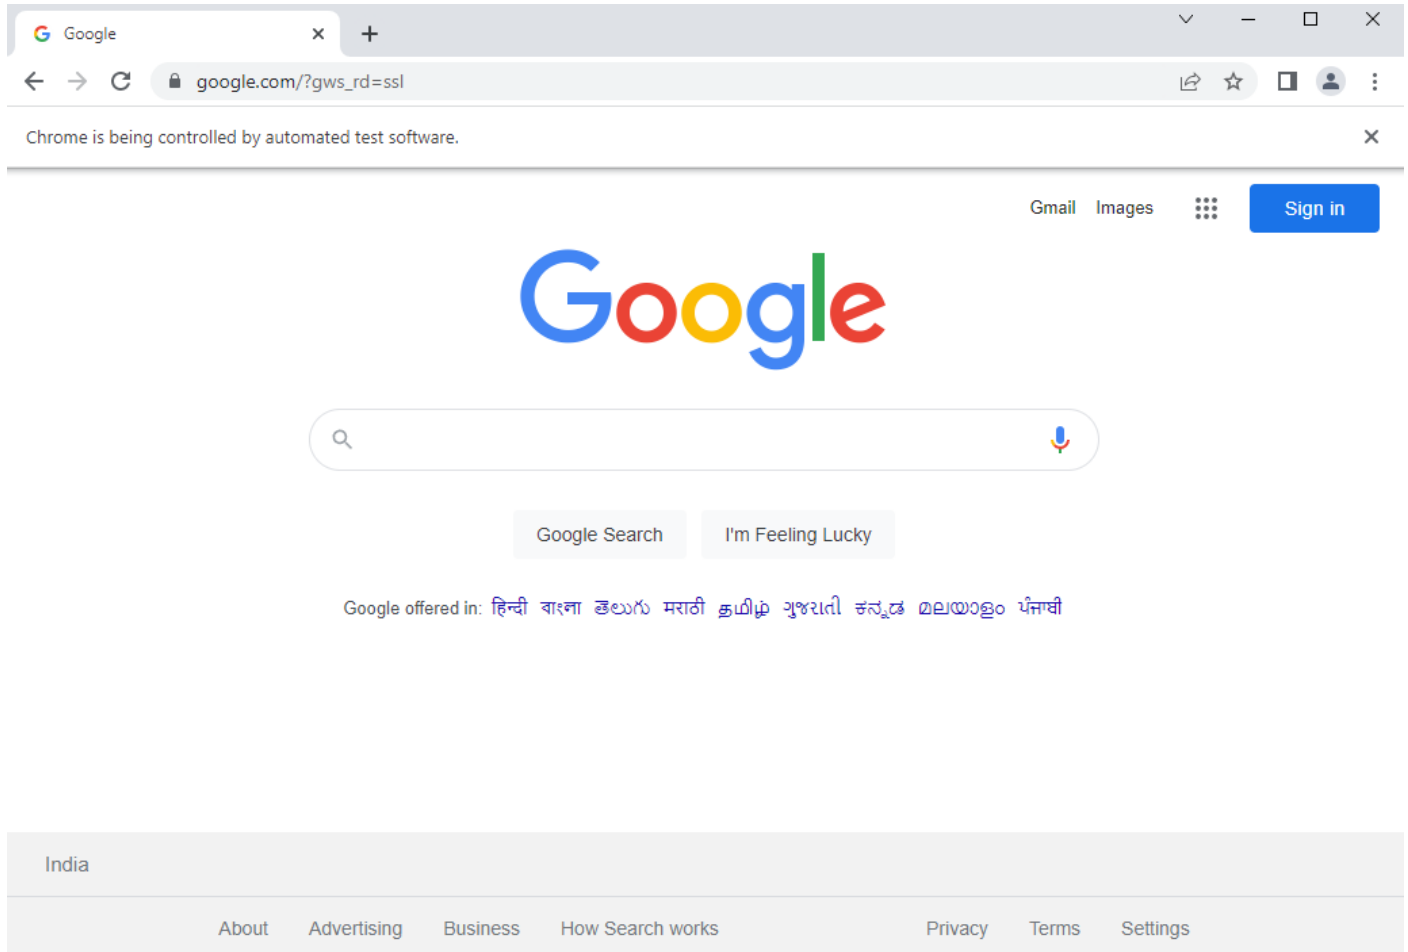 Google
google.com/?gws_rd=ssl
Chrome is being controlled by automated test software.
Gmail Images Sign in
Google
Google Search I'm Feeling Lucky
Google offered in: हिन्दी বাংলা తెలుగు मराठी தமிழ் ગુજરાતી ಕನ್ನಡ മലയാളം ਪੰਜਾਬੀ
India
About Advertising Business How Search works Privacy Terms Settings